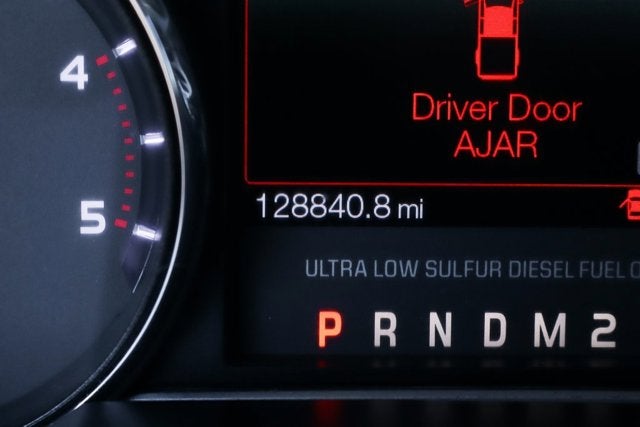 4
5
Driver Door
AJAR
128840.8 mi
ULTRA LOW SULFUR DIESEL FUEL
P R N D M 2